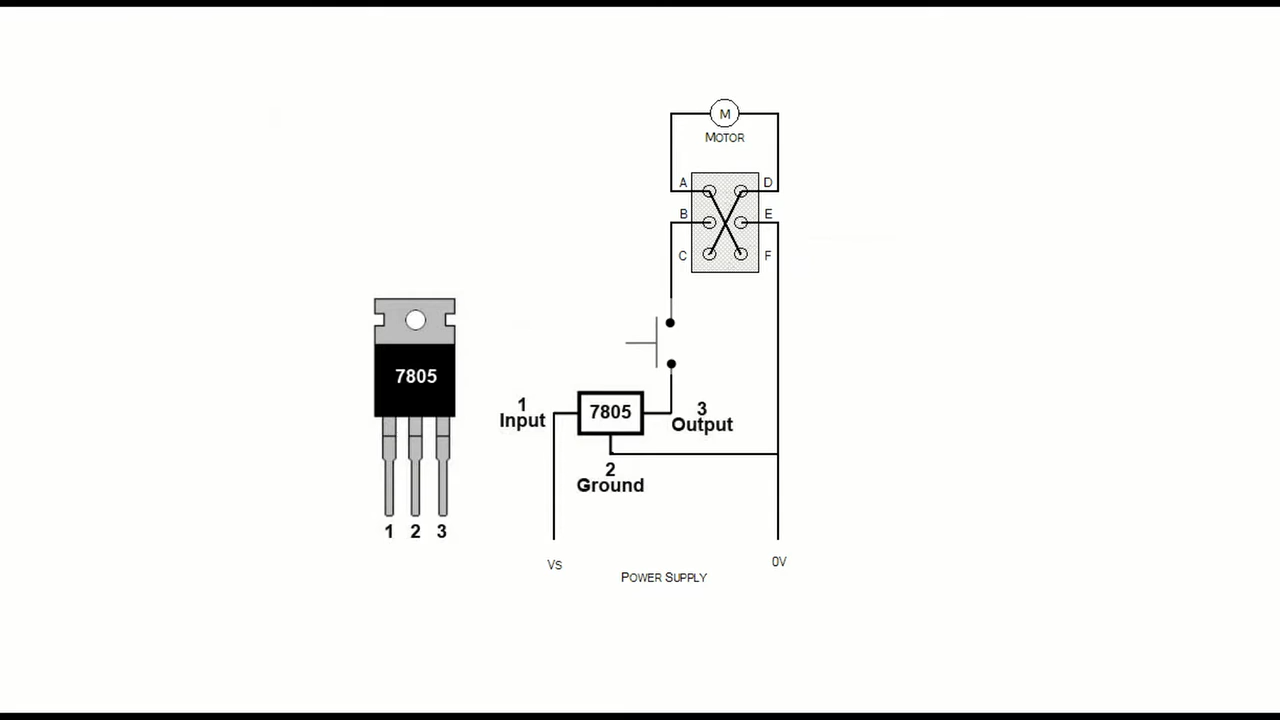 M
MOTOR
A D
B E
C F
7805
1
Input
7805
3
Output
2
Ground
1 2 3
VS
0V
POWER SUPPLY